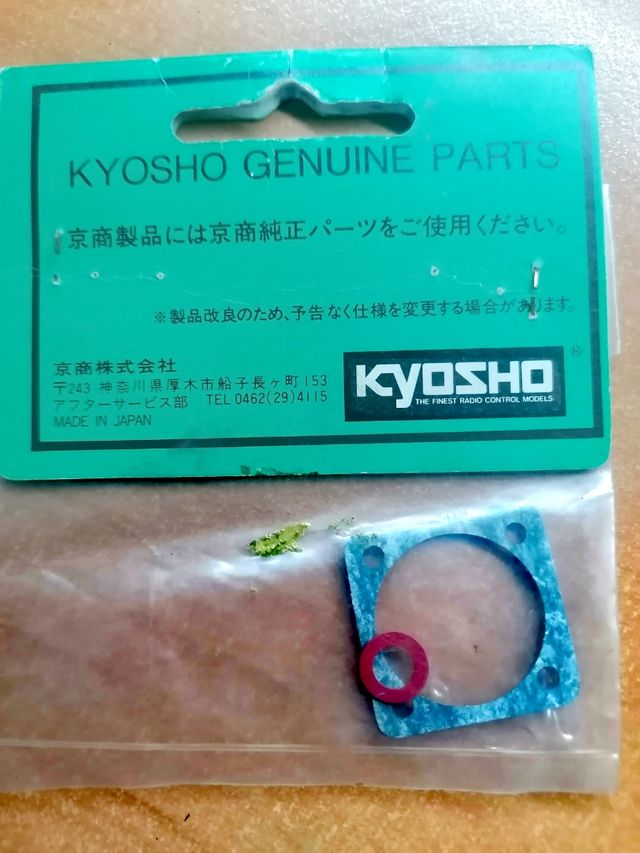 KYOSHO GENUINE PARTS
京商製品には京商純正パーツをご使用ください。
※製品改良のため、予告なく仕様を変更する場合があります。
京商株式会社
〒243 神奈川県厚木市船子長ヶ町153
アフターサービス部 TEL.0462(29)4115
MADE IN JAPAN
KYOSHO ®
THE FINEST RADIO CONTROL MODELS